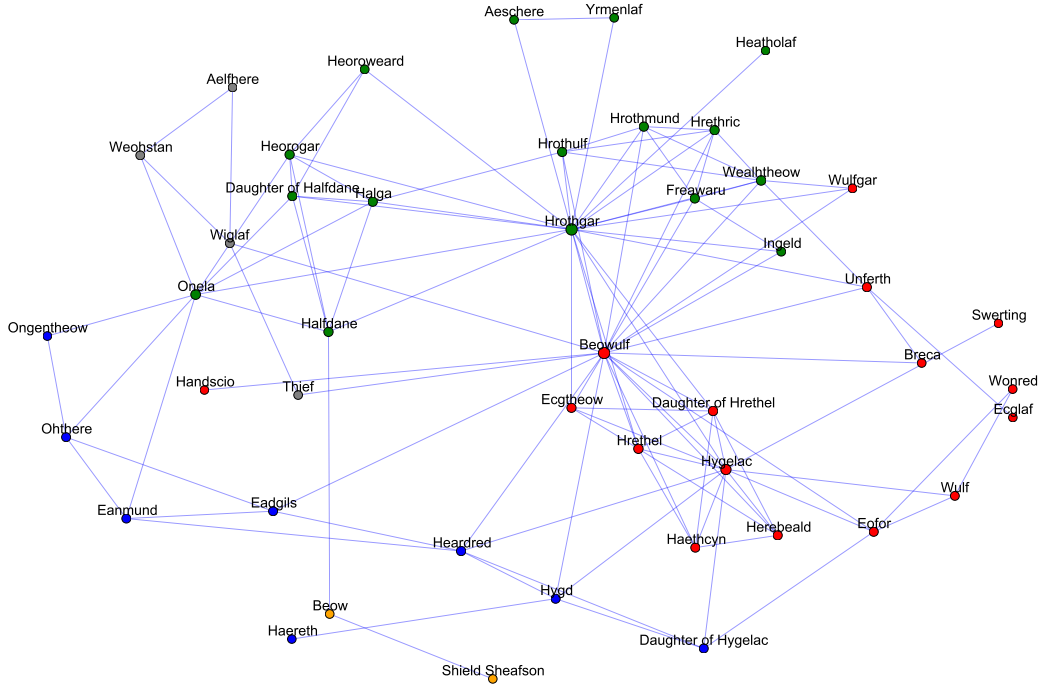 Aeschere
Yrmenlaf
Heatholaf
Heoroweard
Aelfhere
Hrothmund
Hrethric
Weohstan
Heorogar
Hrothulf
Wealhtheow
Wulfgar
Daughter of Halfdane
Halga
Freawaru
Hrothgar
Wiglaf
Ingeld
Onela
Unferth
Ongentheow
Halfdane
Swerting
Beowulf
Breca
Handscio
Thief
Wonred
Ecgtheow
Daughter of Hrethel
Ecglaf
Ohthere
Hrethel
Hygelac
Wulf
Eanmund
Eadgils
Herebeald
Eofor
Haethcyn
Heardred
Hygd
Beow
Haereth
Daughter of Hygelac
Shield Sheafson